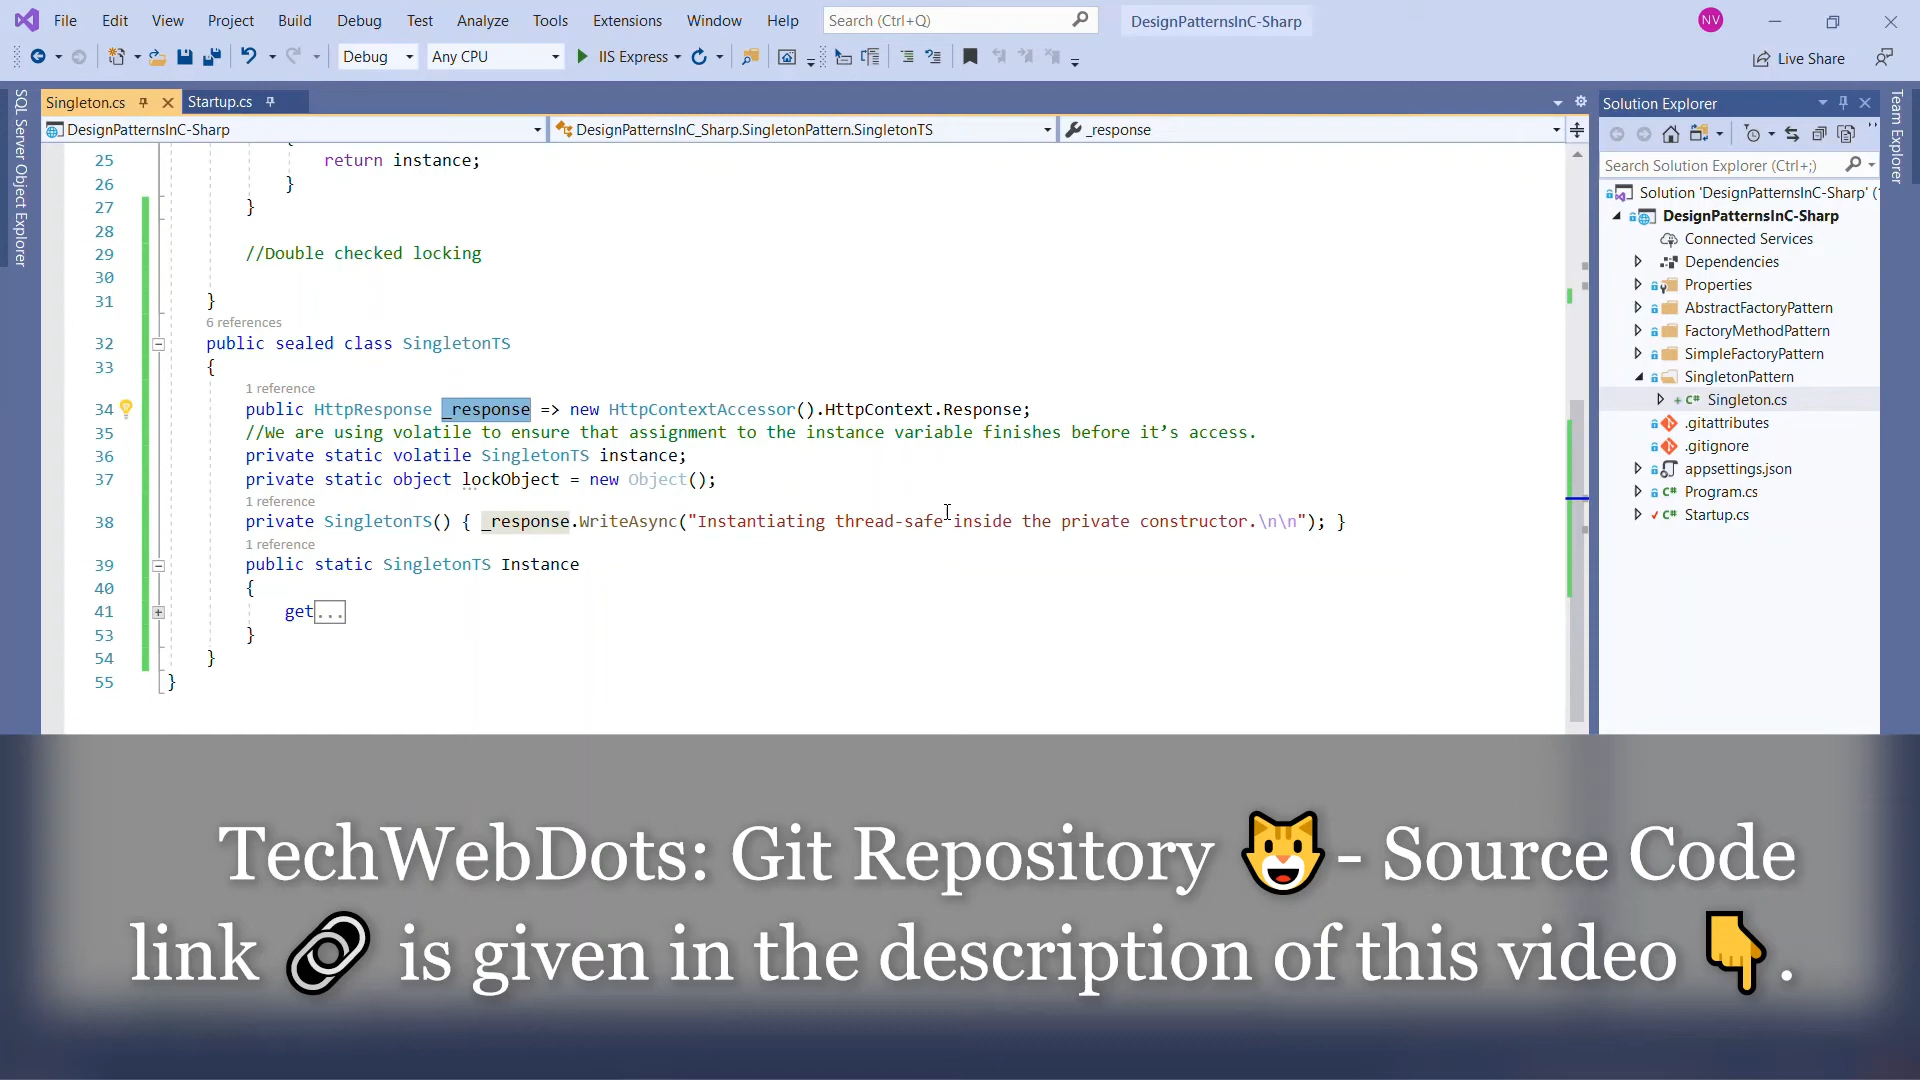 File Edit View Project Build Debug Test Analyze Tools Extensions Window Help Search (Ctrl+Q) DesignPatternsInC-Sharp NV
Debug Any CPU IIS Express Live Share
SQL Server Object Explorer
Team Explorer
Singleton.cs Startup.cs
DesignPatternsInC-Sharp DesignPatternsInC_Sharp.SingletonPattern.SingletonTS _response
25 return instance;
26 }
27 }
28
29 //Double checked locking
30
31 }
6 references
32 public sealed class SingletonTS
33 {
1 reference
34 public HttpResponse _response => new HttpContextAccessor().HttpContext.Response;
35 //We are using volatile to ensure that assignment to the instance variable finishes before it’s access.
36 private static volatile SingletonTS instance;
37 private static object lockObject = new Object();
1 reference
38 private SingletonTS() { _response.WriteAsync("Instantiating thread-safe inside the private constructor.\n\n"); }
1 reference
39 public static SingletonTS Instance
40 {
41 get...
53 }
54 }
55 }
Solution Explorer
Search Solution Explorer (Ctrl+;)
Solution 'DesignPatternsInC-Sharp' (
DesignPatternsInC-Sharp
Connected Services
Dependencies
Properties
AbstractFactoryPattern
FactoryMethodPattern
SimpleFactoryPattern
SingletonPattern
C# Singleton.cs
.gitattributes
.gitignore
appsettings.json
C# Program.cs
C# Startup.cs
TechWebDots: Git Repository 😺- Source Code
link 🔗 is given in the description of this video 👇.